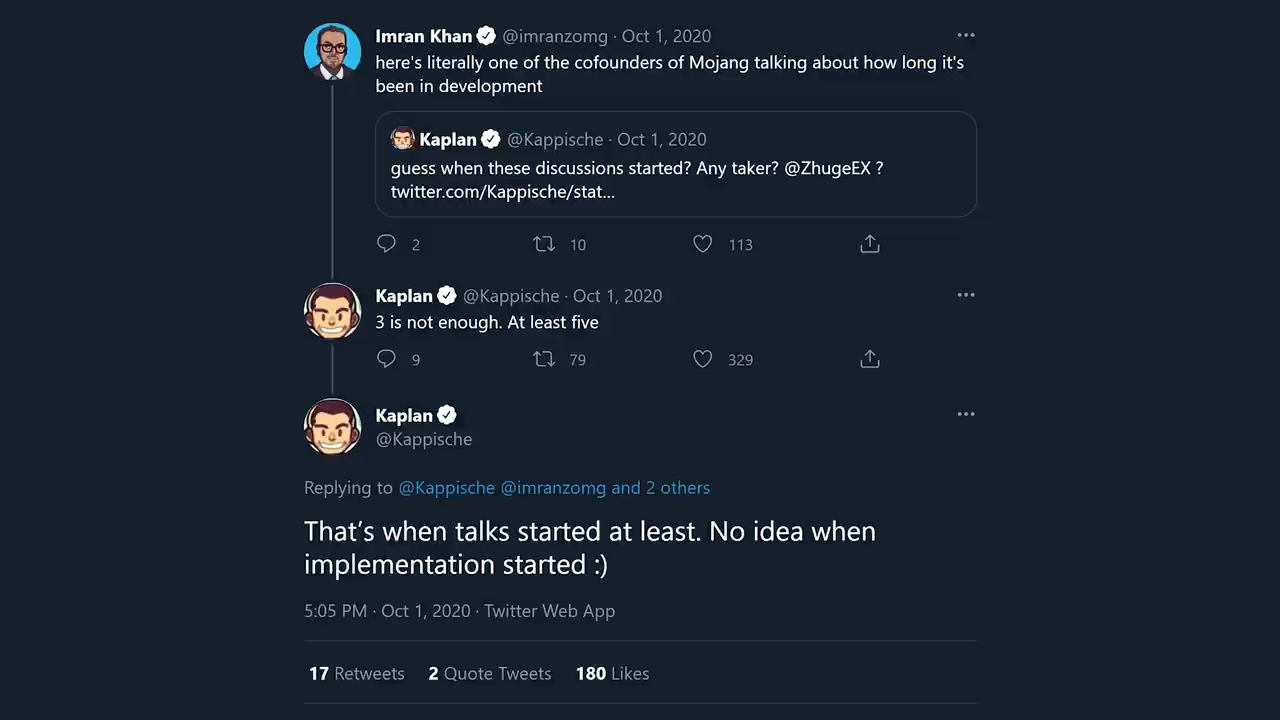 Imran Khan @imranzomg · Oct 1, 2020
here's literally one of the cofounders of Mojang talking about how long it's
been in development
Kaplan @Kappische · Oct 1, 2020
guess when these discussions started? Any taker? @ZhugeEX ?
twitter.com/Kappische/stat...
2 10 113
Kaplan @Kappische · Oct 1, 2020
3 is not enough. At least five
9 79 329
Kaplan
@Kappische
Replying to @Kappische @imranzomg and 2 others
That's when talks started at least. No idea when
implementation started :)
5:05 PM · Oct 1, 2020 · Twitter Web App
17 Retweets 2 Quote Tweets 180 Likes